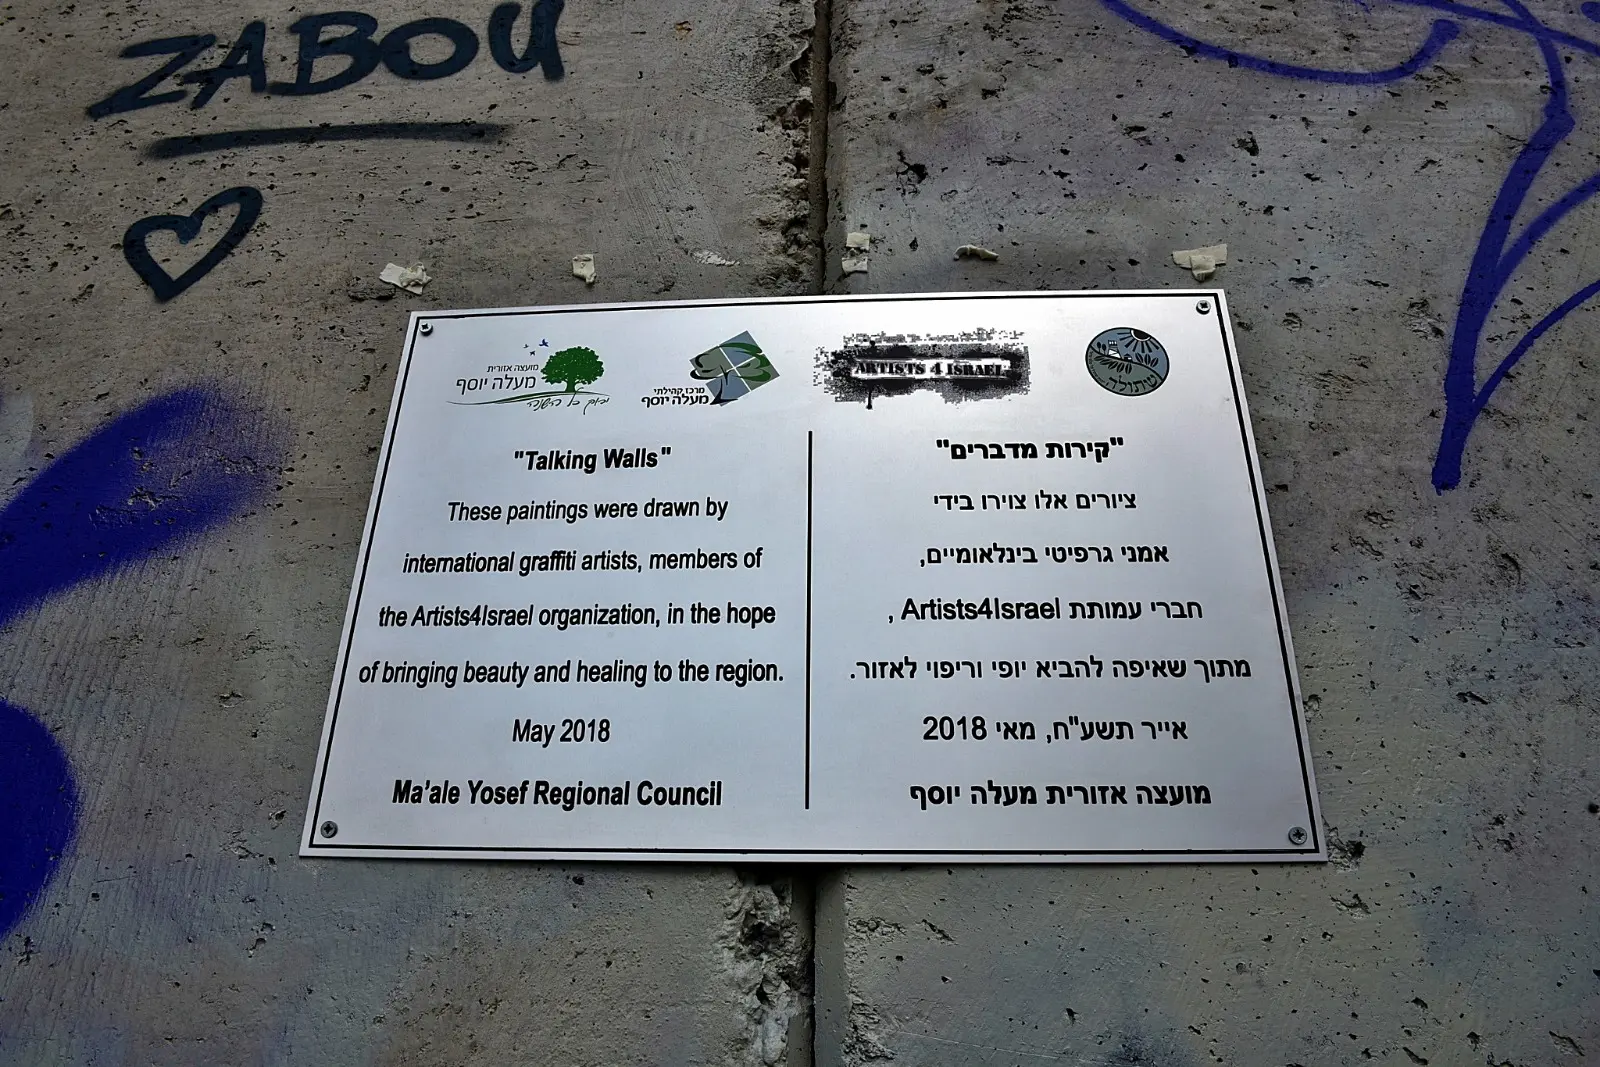 ZABOU
מועצה אזורית
מעלה יוסף
מרכז קהילתי
מעלה יוסף
ARTISTS 4 ISRAEL
שתולה
"Talking Walls"
These paintings were drawn by
international graffiti artists, members of
the Artists4Israel organization, in the hope
of bringing beauty and healing to the region.
May 2018
Ma'ale Yosef Regional Council
"קירות מדברים"
ציורים אלו צוירו בידי
אמני גרפיטי בינלאומיים,
חברי עמותת Artists4Israel ,
מתוך שאיפה להביא יופי וריפוי לאזור.
אייר תשע"ח, מאי 2018
מועצה אזורית מעלה יוסף